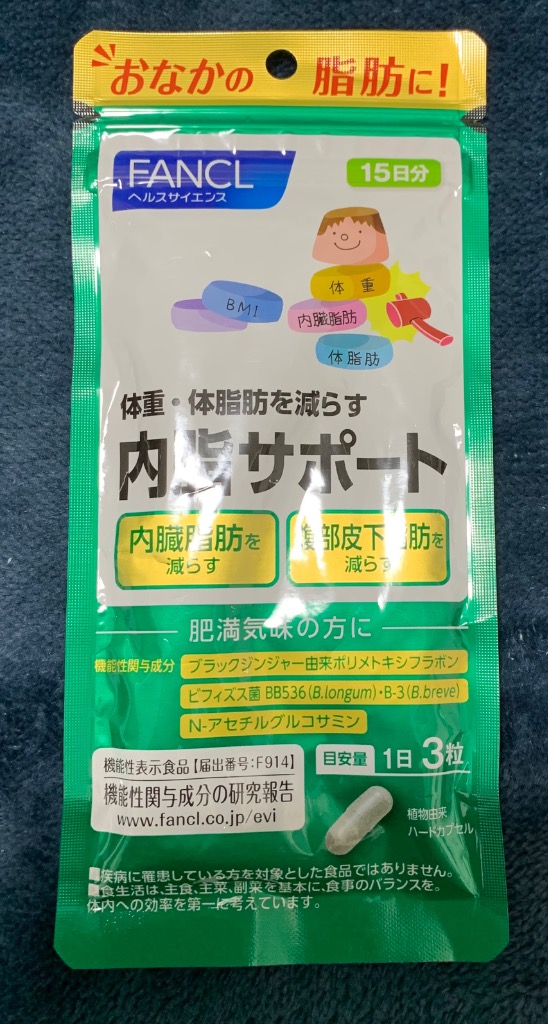 おなかの 脂肪に!
FANCL
ヘルスサイエンス
15日分
体重
BMI
内臓脂肪
体脂肪
体重・体脂肪を減らす
内脂サポート
内臓脂肪を
減らす
腹部皮下脂肪を
減らす
肥満気味の方に
機能性関与成分
ブラックジンジャー由来ポリメトキシフラボン
ビフィズス菌 BB536(B.longum)・B-3(B.breve)
N-アセチルグルコサミン
機能性表示食品【届出番号:F914】
機能性関与成分の研究報告
www.fancl.co.jp/evi
目安量 1日3粒
植物由来
ハードカプセル
■疾病に罹患している方を対象とした食品ではありません。
■食生活は、主食、主菜、副菜を基本に、食事のバランスを。
体内への効率を第一に考えています。